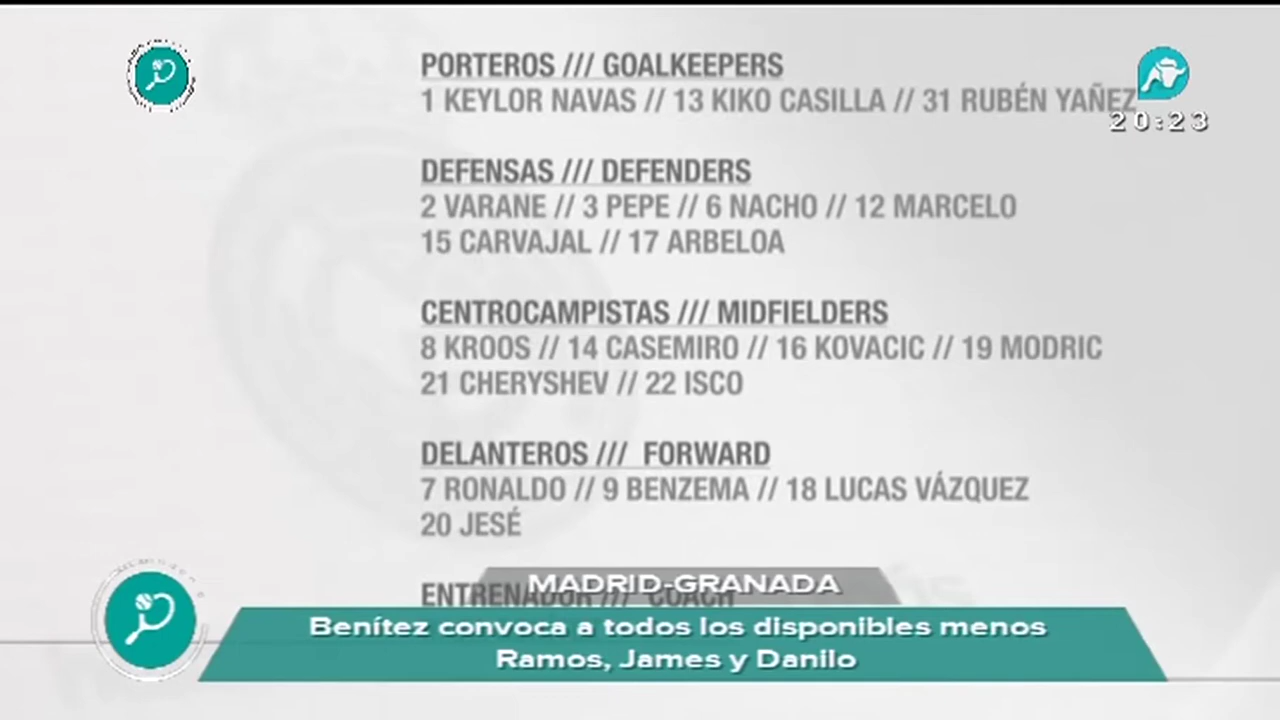 PORTEROS /// GOALKEEPERS
1 KEYLOR NAVAS // 13 KIKO CASILLA // 31 RUBÉN YAÑEZ
20:23
DEFENSAS /// DEFENDERS
2 VARANE // 3 PEPE // 6 NACHO // 12 MARCELO
15 CARVAJAL // 17 ARBELOA
CENTROCAMPISTAS /// MIDFIELDERS
8 KROOS // 14 CASEMIRO // 16 KOVACIC // 19 MODRIC
21 CHERYSHEV // 22 ISCO
DELANTEROS /// FORWARD
7 RONALDO // 9 BENZEMA // 18 LUCAS VÁZQUEZ
20 JESÉ
ENTRENADOR /// COACH
MADRID-GRANADA
Benítez convoca a todos los disponibles menos
Ramos, James y Danilo